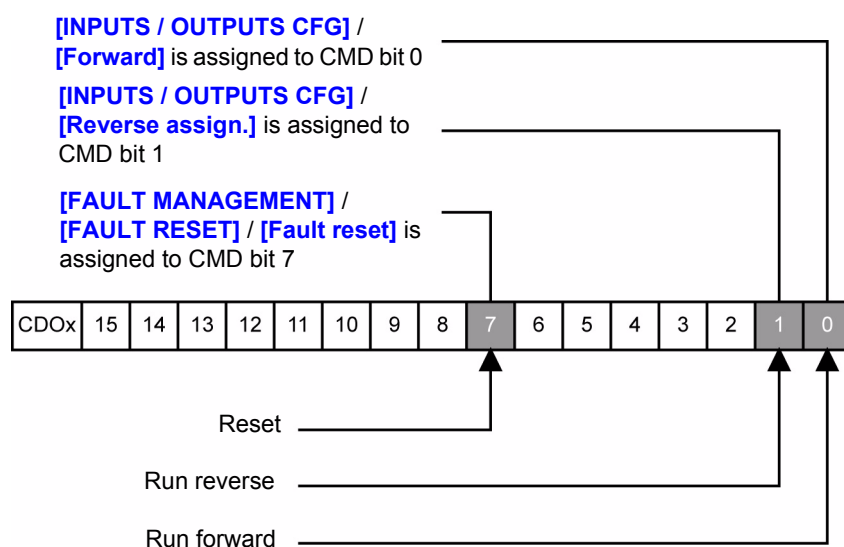 [INPUTS / OUTPUTS CFG] /
[Forward] is assigned to CMD bit 0
[INPUTS / OUTPUTS CFG] /
[Reverse assign.] is assigned to
CMD bit 1
[FAULT MANAGEMENT] /
[FAULT RESET] / [Fault reset] is
assigned to CMD bit 7
CDOx 15 14 13 12 11 10 9 8 7 6 5 4 3 2 1 0
Reset
Run reverse
Run forward